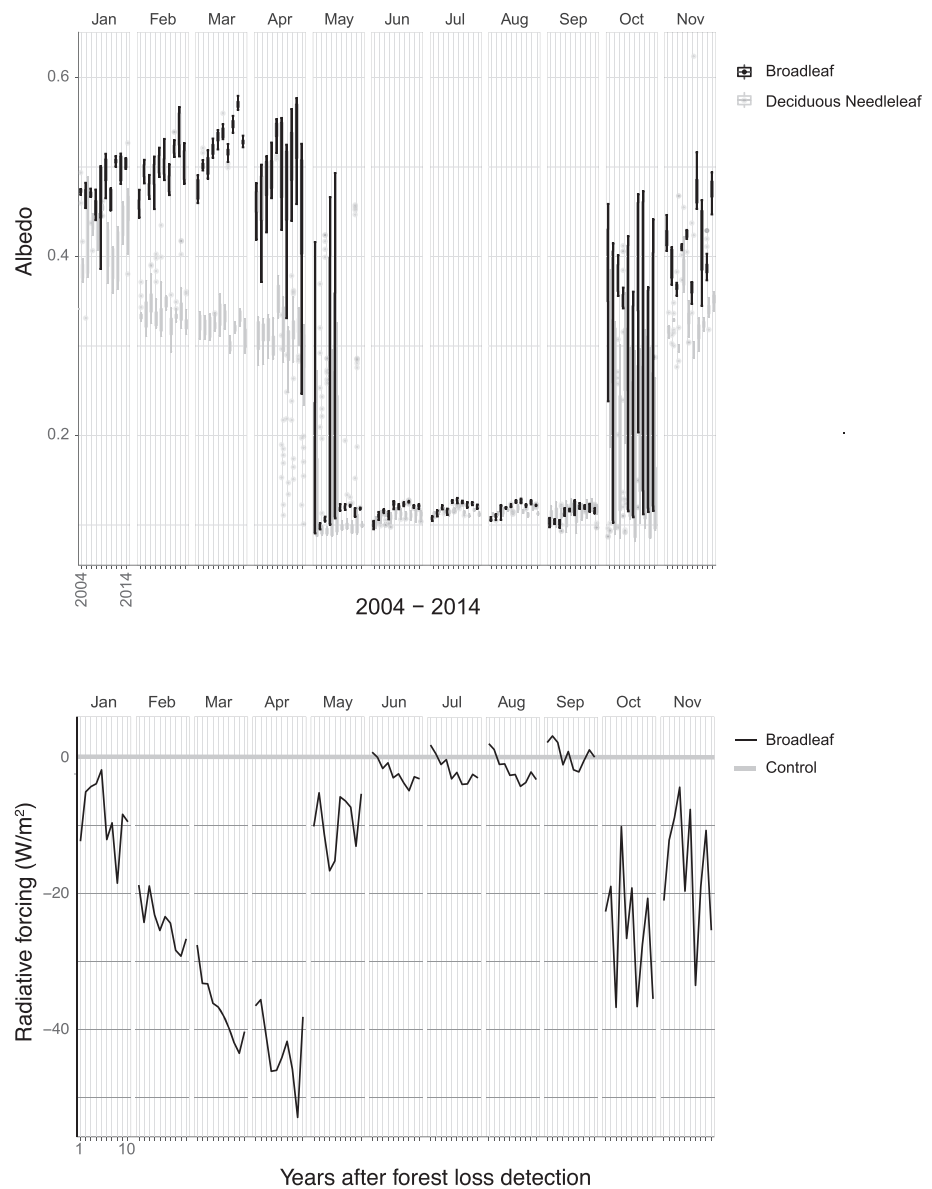 Jan Feb Mar Apr May Jun Jul Aug Sep Oct Nov
Broadleaf
Deciduous Needleleaf
0.6
0.4
0.2
Albedo
2004 2014
2004 − 2014
Jan Feb Mar Apr May Jun Jul Aug Sep Oct Nov
Broadleaf
Control
0
−20
−40
Radiative forcing (W/m²)
1 10
Years after forest loss detection